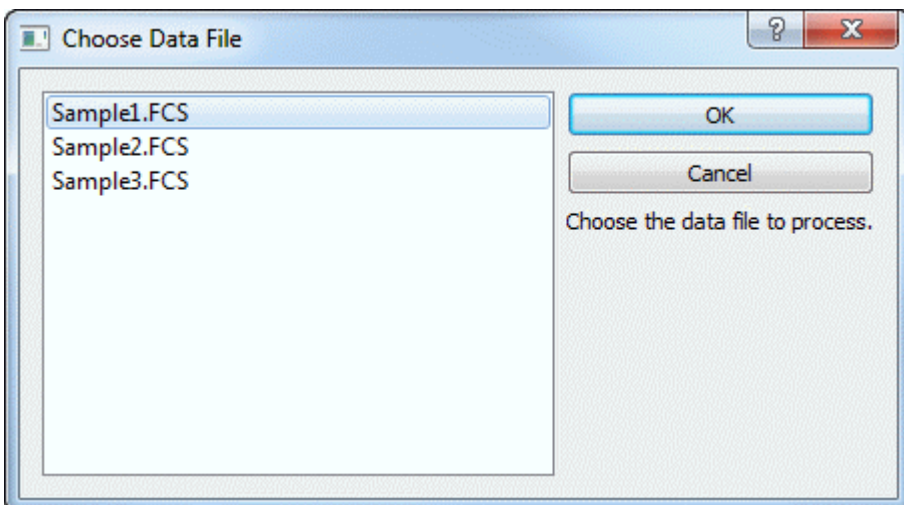 Choose Data File
Sample1.FCS
Sample2.FCS
Sample3.FCS
OK
Cancel
Choose the data file to process.